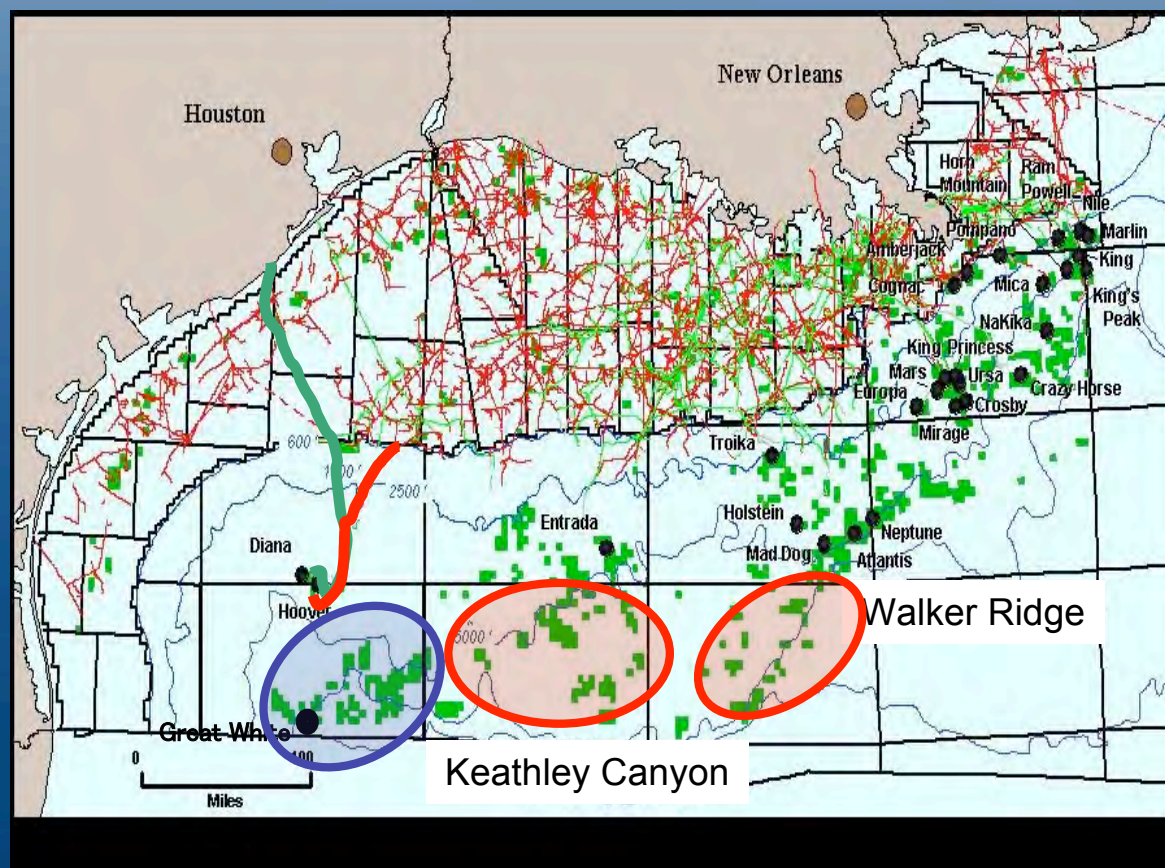 New Orleans
Houston
Horn
Mountain
Ram
Powell
Nile
Pompano
Marlin
Amberjack
King
Cognac
Mica
King's
Peak
NaKika
King Princess
Mars
Ursa
Europa
Crazy Horse
Crosby
Mirage
600'
Troika
2500'
Holstein
Entrada
Neptune
Diana
Mad Dog
Atlantis
Hoover
Walker Ridge
5000'
Great White
0
Miles
Keathley Canyon